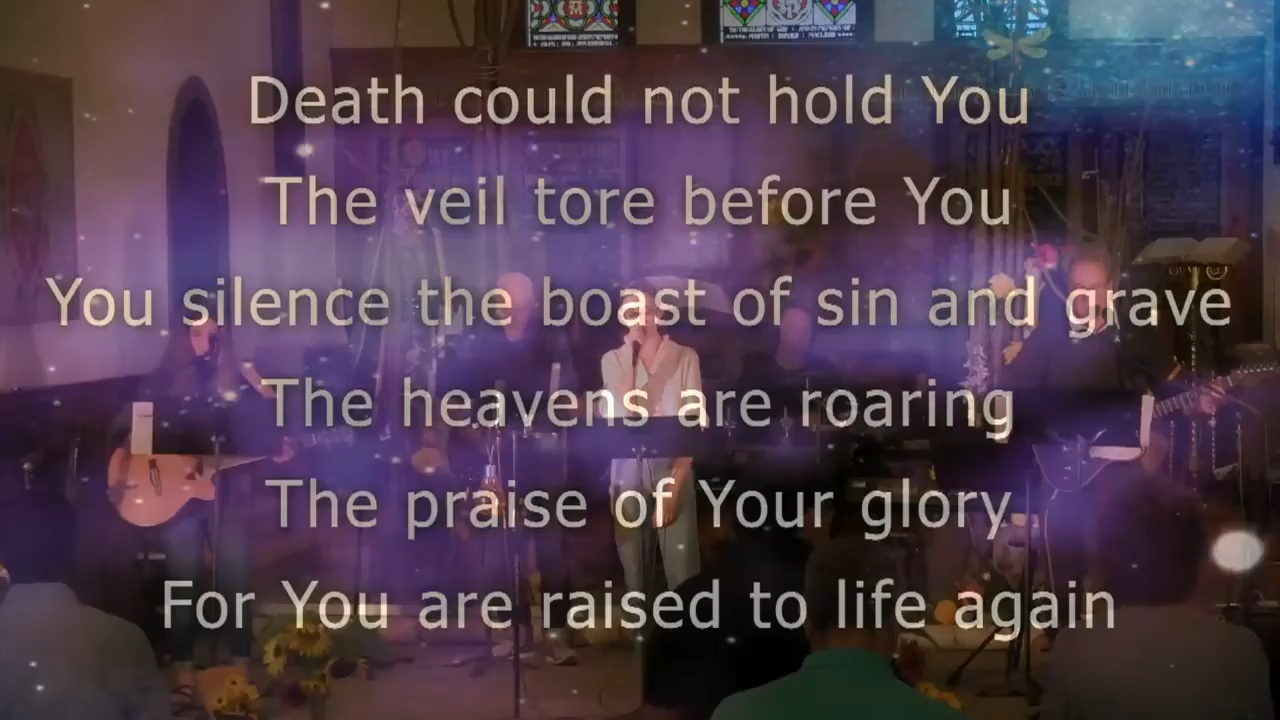 Death could not hold You
The veil tore before You
You silence the boast of sin and grave
The heavens are roaring
The praise of Your glory
For You are raised to life again